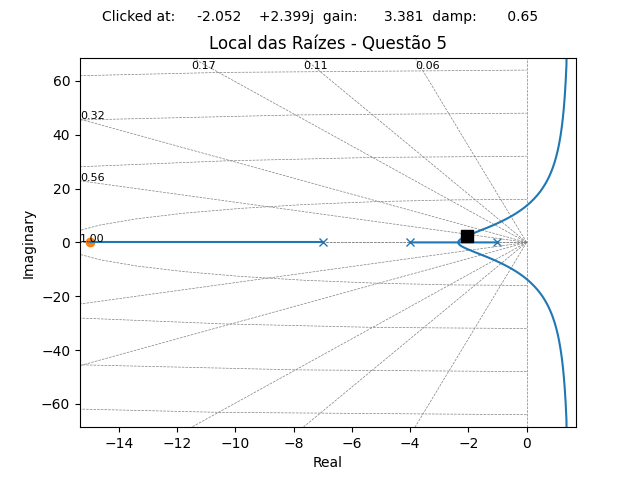 Clicked at: -2.052 +2.399j gain: 3.381 damp: 0.65
Local das Raízes - Questão 5
0.17 0.11 0.06
60
40
0.32
20
0.56
1.00
0
−20
−40
−60
Imaginary
−14 −12 −10 −8 −6 −4 −2 0
Real